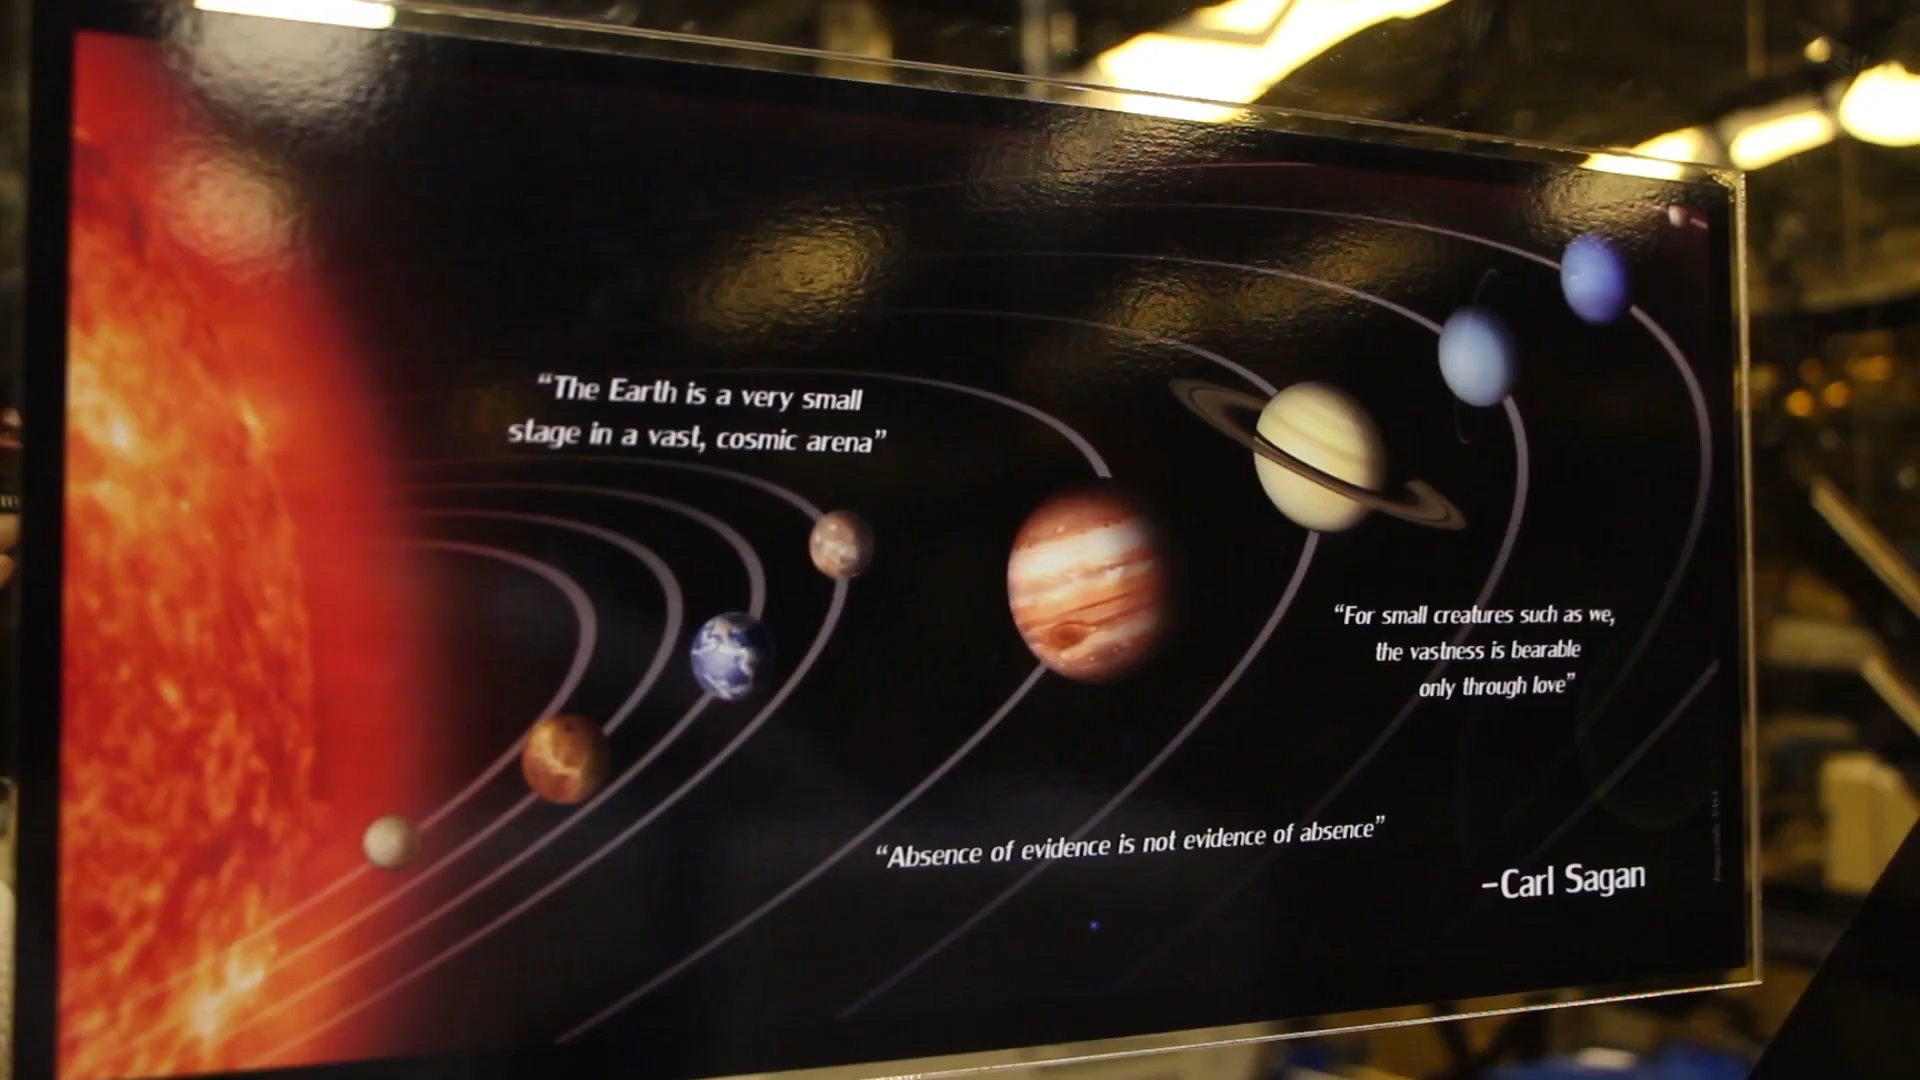 “The Earth is a very small
stage in a vast, cosmic arena”
“For small creatures such as we,
the vastness is bearable
only through love”
“Absence of evidence is not evidence of absence”
–Carl Sagan